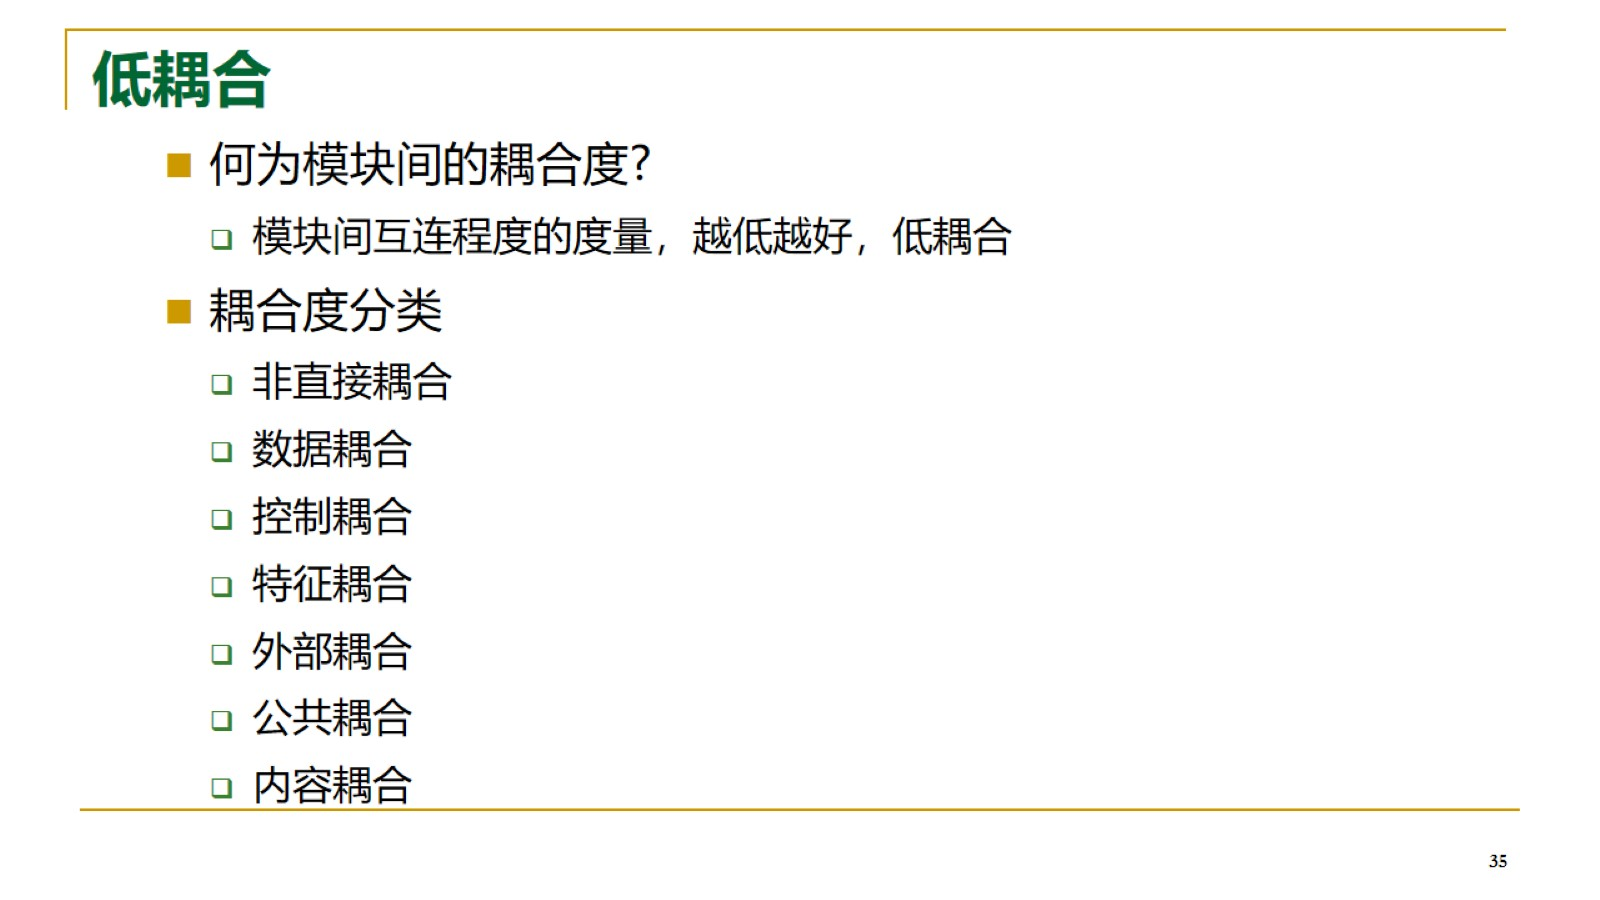 低耦合
何为模块间的耦合度?
模块间互连程度的度量，越低越好，低耦合
耦合度分类
非直接耦合
数据耦合
控制耦合
特征耦合
外部耦合
公共耦合
内容耦合
35